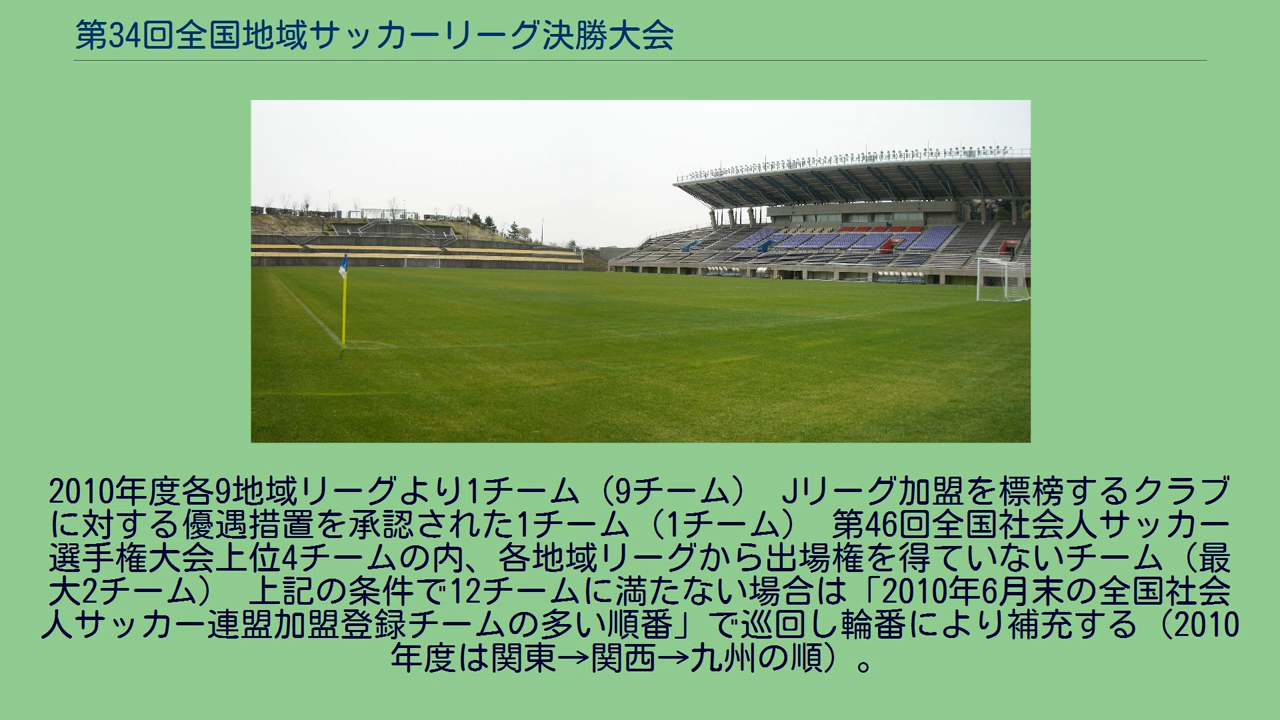 第34回全国地域サッカーリーグ決勝大会
2010年度各9地域リーグより1チーム（9チーム） Jリーグ加盟を標榜するクラブ
に対する優遇措置を承認された1チーム（1チーム） 第46回全国社会人サッカー
選手権大会上位4チームの内、各地域リーグから出場権を得ていないチーム（最
大2チーム） 上記の条件で12チームに満たない場合は「2010年6月末の全国社会
人サッカー連盟加盟登録チームの多い順番」で巡回し輪番により補充する（2010
年度は関東→関西→九州の順）。